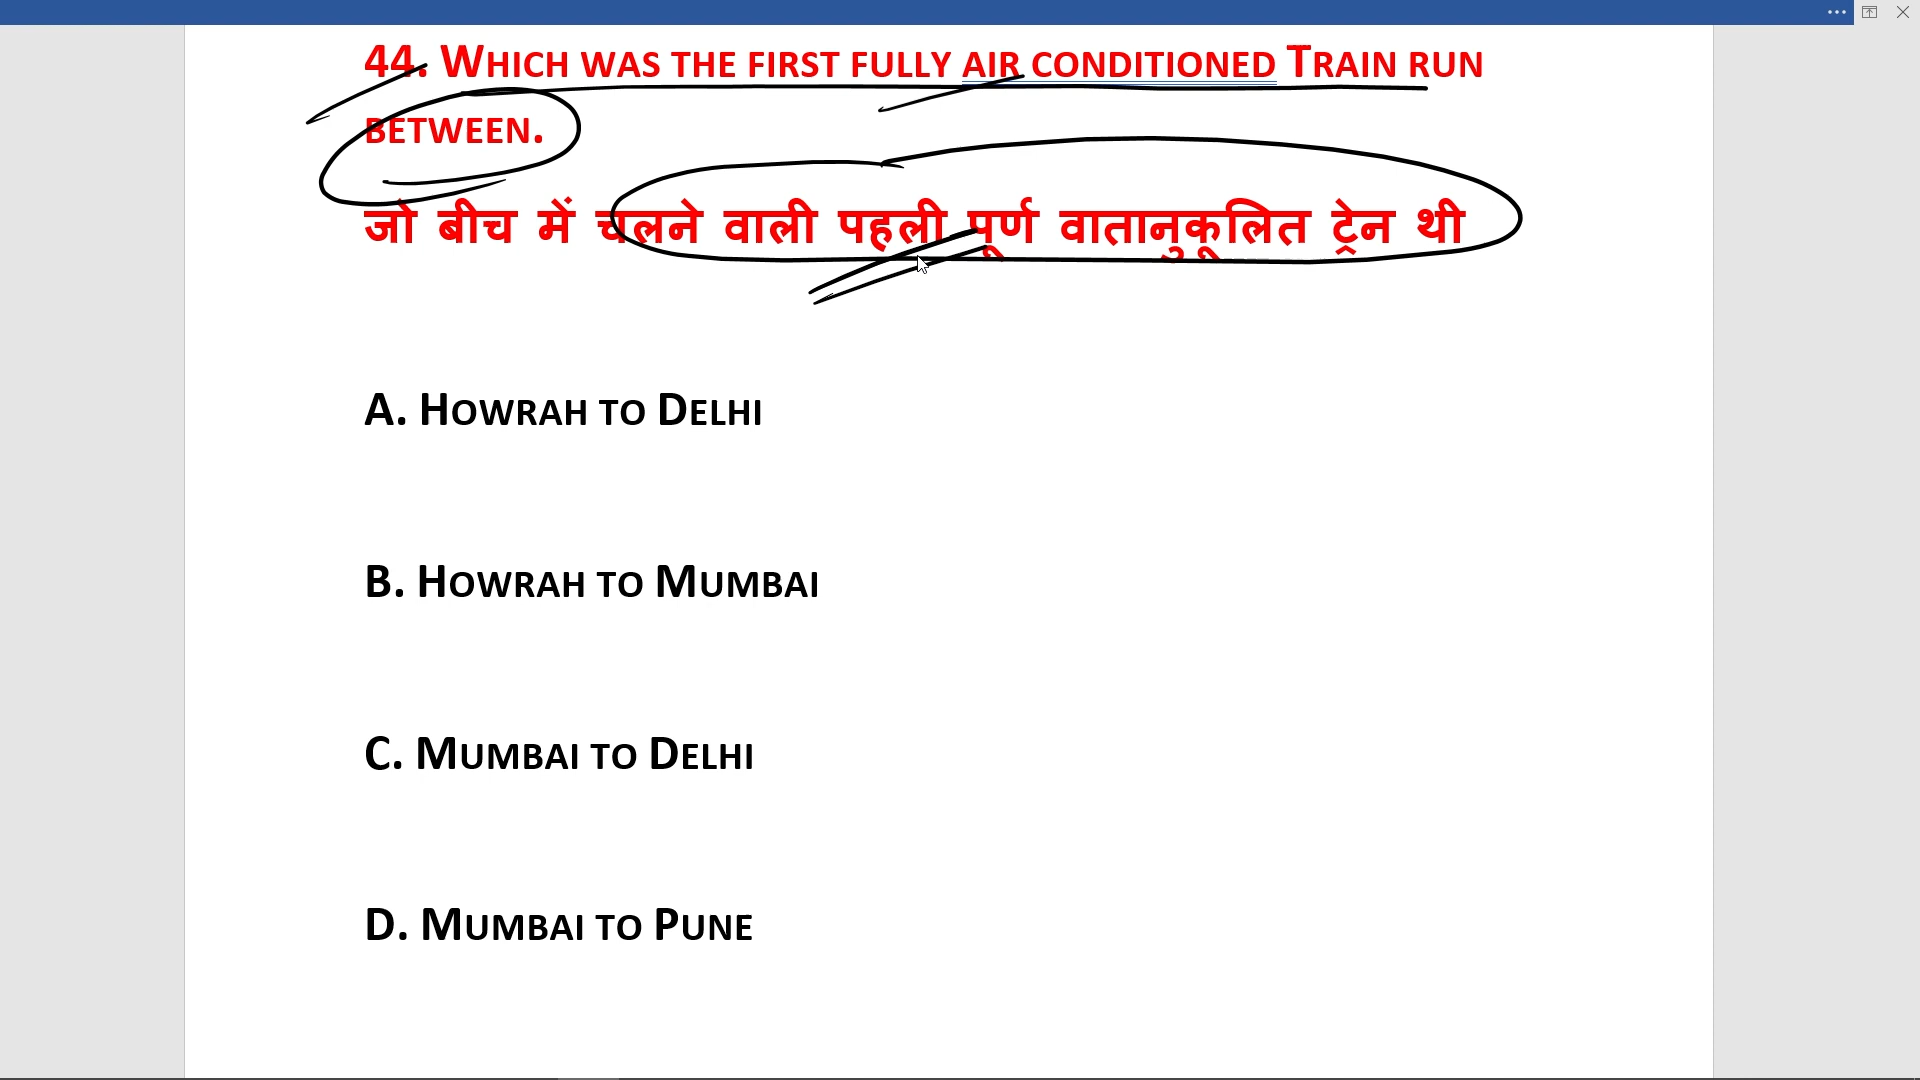 44. Which was the first fully air conditioned Train run
between.
जो बीच में चलने वाली पहली पूर्ण वातानुकूलित ट्रेन थी
A. Howrah to Delhi
B. Howrah to Mumbai
C. Mumbai to Delhi
D. Mumbai to Pune